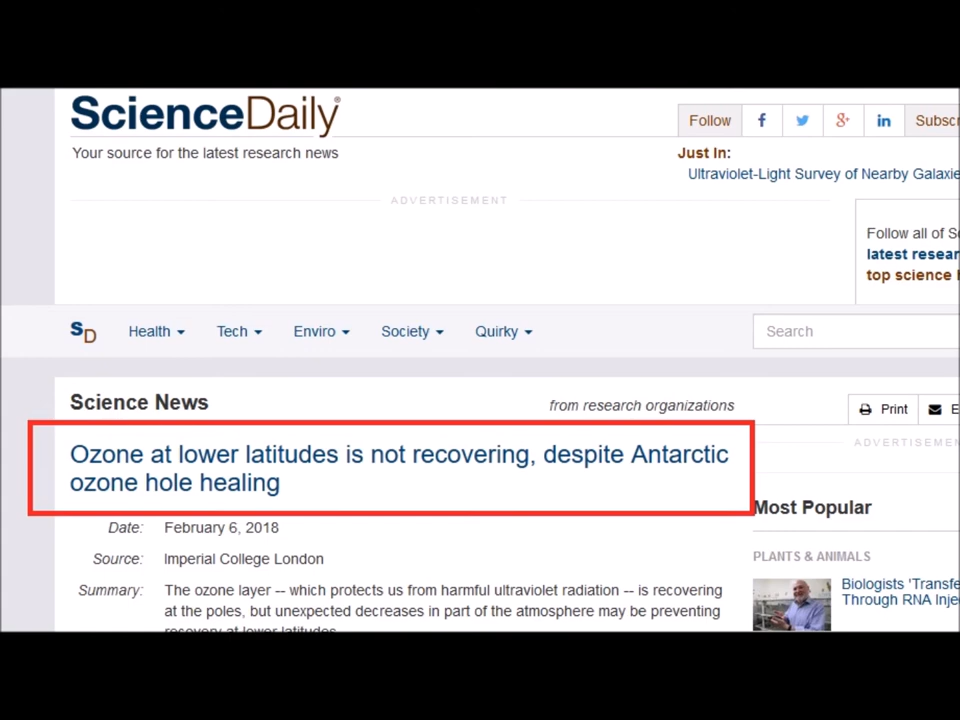 ScienceDaily®
Your source for the latest research news
Follow
Subscr
Just In:
Ultraviolet-Light Survey of Nearby Galaxie
ADVERTISEMENT
Follow all of S
latest resear
top science
SD
Health
Tech
Enviro
Society
Quirky
Search
Science News
from research organizations
Print
E
ADVERTISEMEN
Ozone at lower latitudes is not recovering, despite Antarctic
ozone hole healing
Date: February 6, 2018
Source: Imperial College London
Summary: The ozone layer -- which protects us from harmful ultraviolet radiation -- is recovering
at the poles, but unexpected decreases in part of the atmosphere may be preventing
recovery at lower latitudes
Most Popular
PLANTS & ANIMALS
Biologists 'Transfe
Through RNA Inje